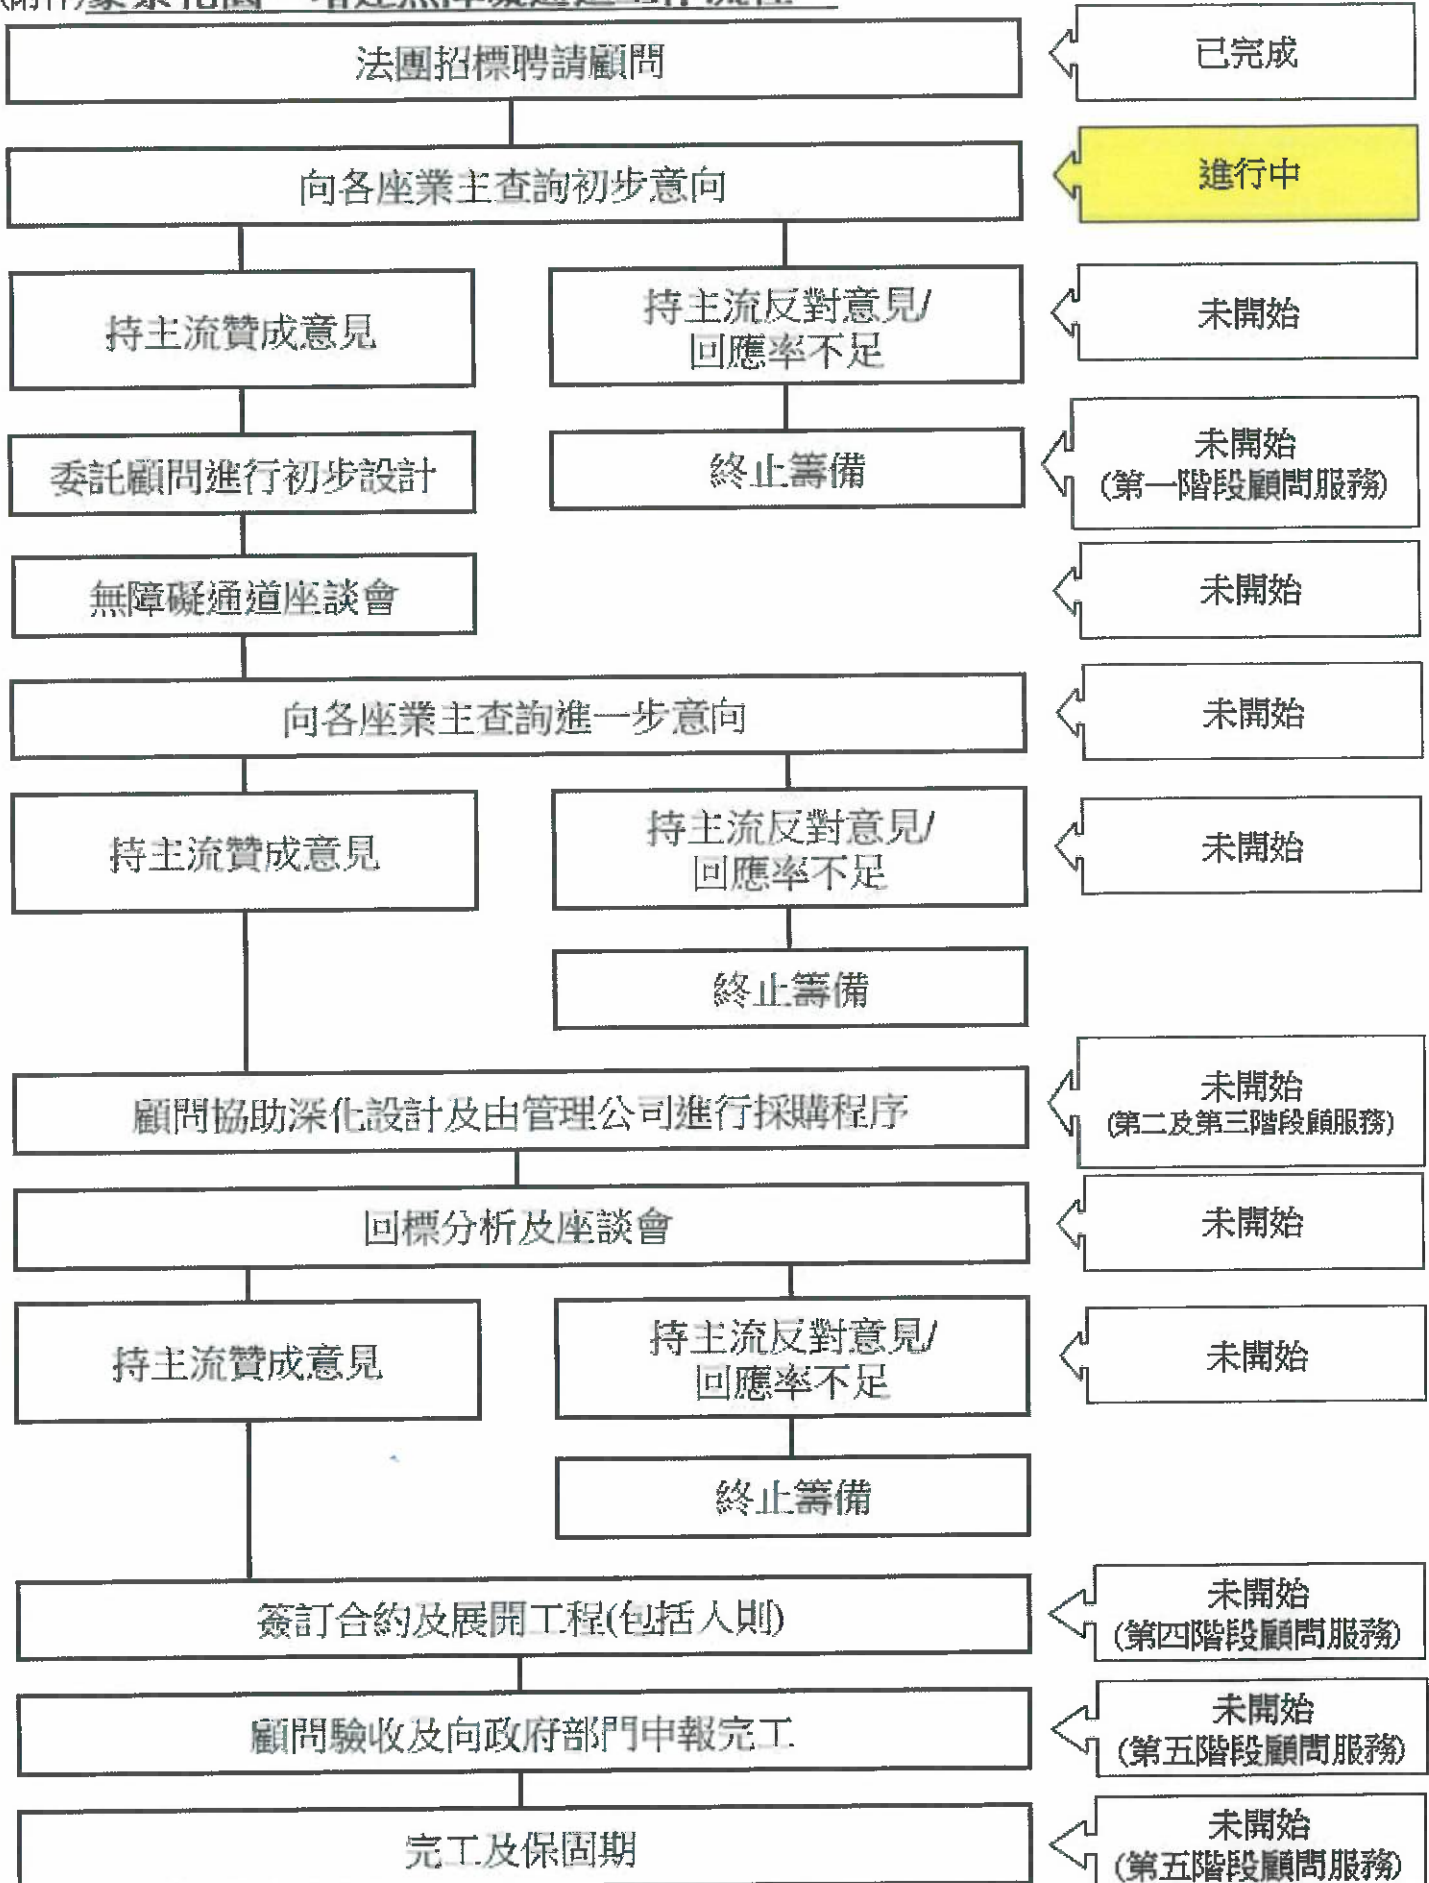 法團招標聘請顧問
已完成
向各座業主查詢初步意向
進行中
持主流贊成意見
持主流反對意見/
回應率不足
未開始
委託顧問進行初步設計
終止籌備
未開始
(第一階段顧問服務)
無障礙通道座談會
未開始
向各座業主查詢進一步意向
未開始
持主流贊成意見
持主流反對意見/
回應率不足
未開始
終止籌備
顧問協助深化設計及由管理公司進行採購程序
未開始
(第二及第三階段顧服務)
回標分析及座談會
未開始
持主流贊成意見
持主流反對意見/
回應率不足
未開始
終止籌備
簽訂合約及展開工程(包括入則)
未開始
(第四階段顧問服務)
顧問驗收及向政府部門申報完工
未開始
(第五階段顧問服務)
完工及保固期
未開始
(第五階段顧問服務)